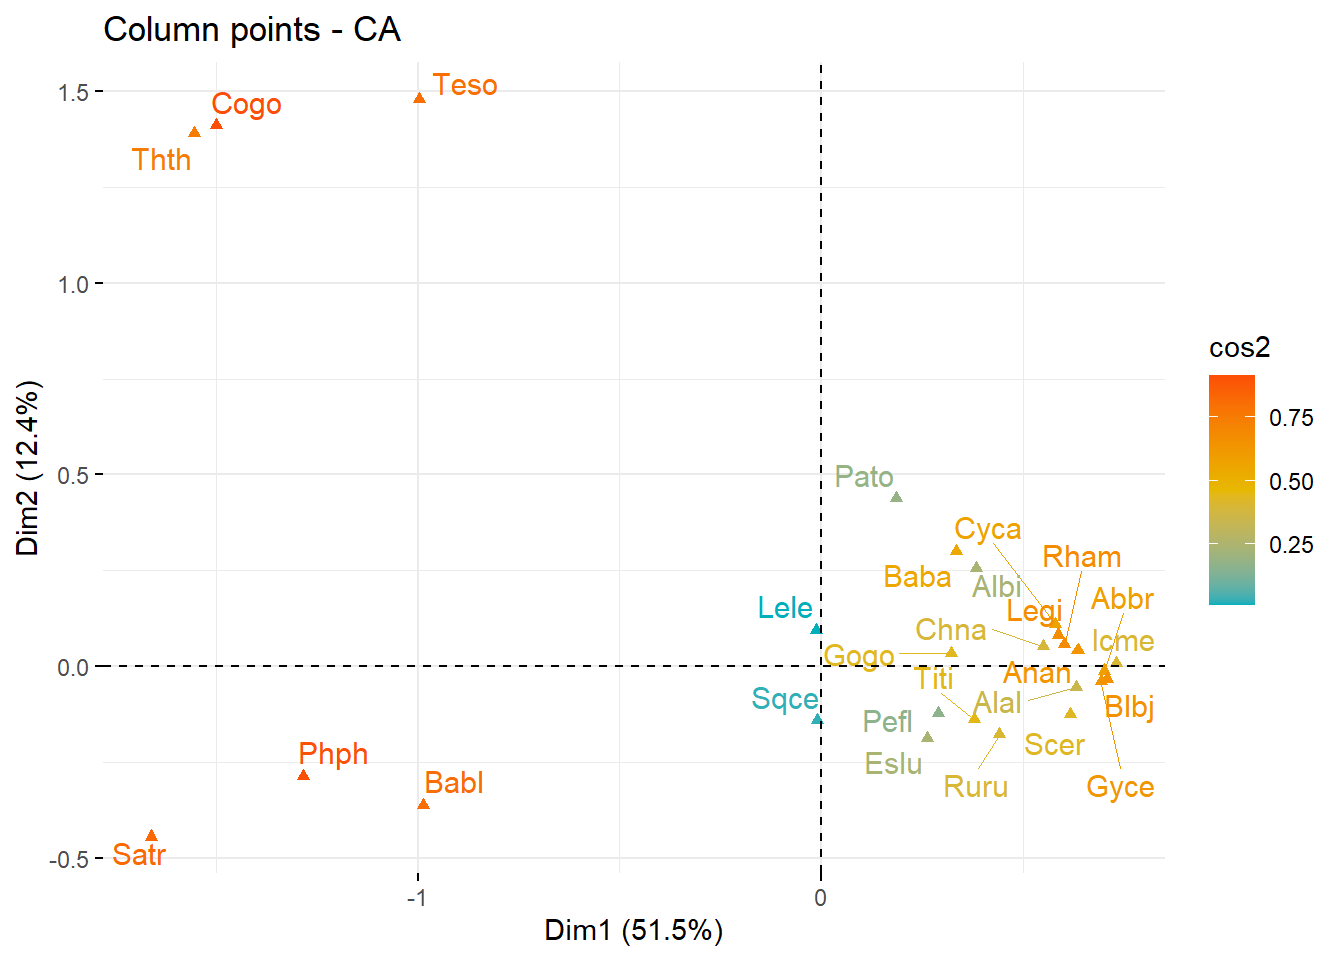 Column points - CA
Teso
Cogo
Thth
1.5
1.0
0.5
0.0
-0.5
Dim2 (12.4%)
Pato
Cyca
Rham
Baba
Albi
Abbr
Lele
Legi
Chna
Icme
Gogo
Anan
Titi
Sqce
Alal
Blbj
Pefl
Scer
Eslu
Ruru
Gyce
Phph
Babl
Satr
-1
0
Dim1 (51.5%)
cos2
0.75
0.50
0.25